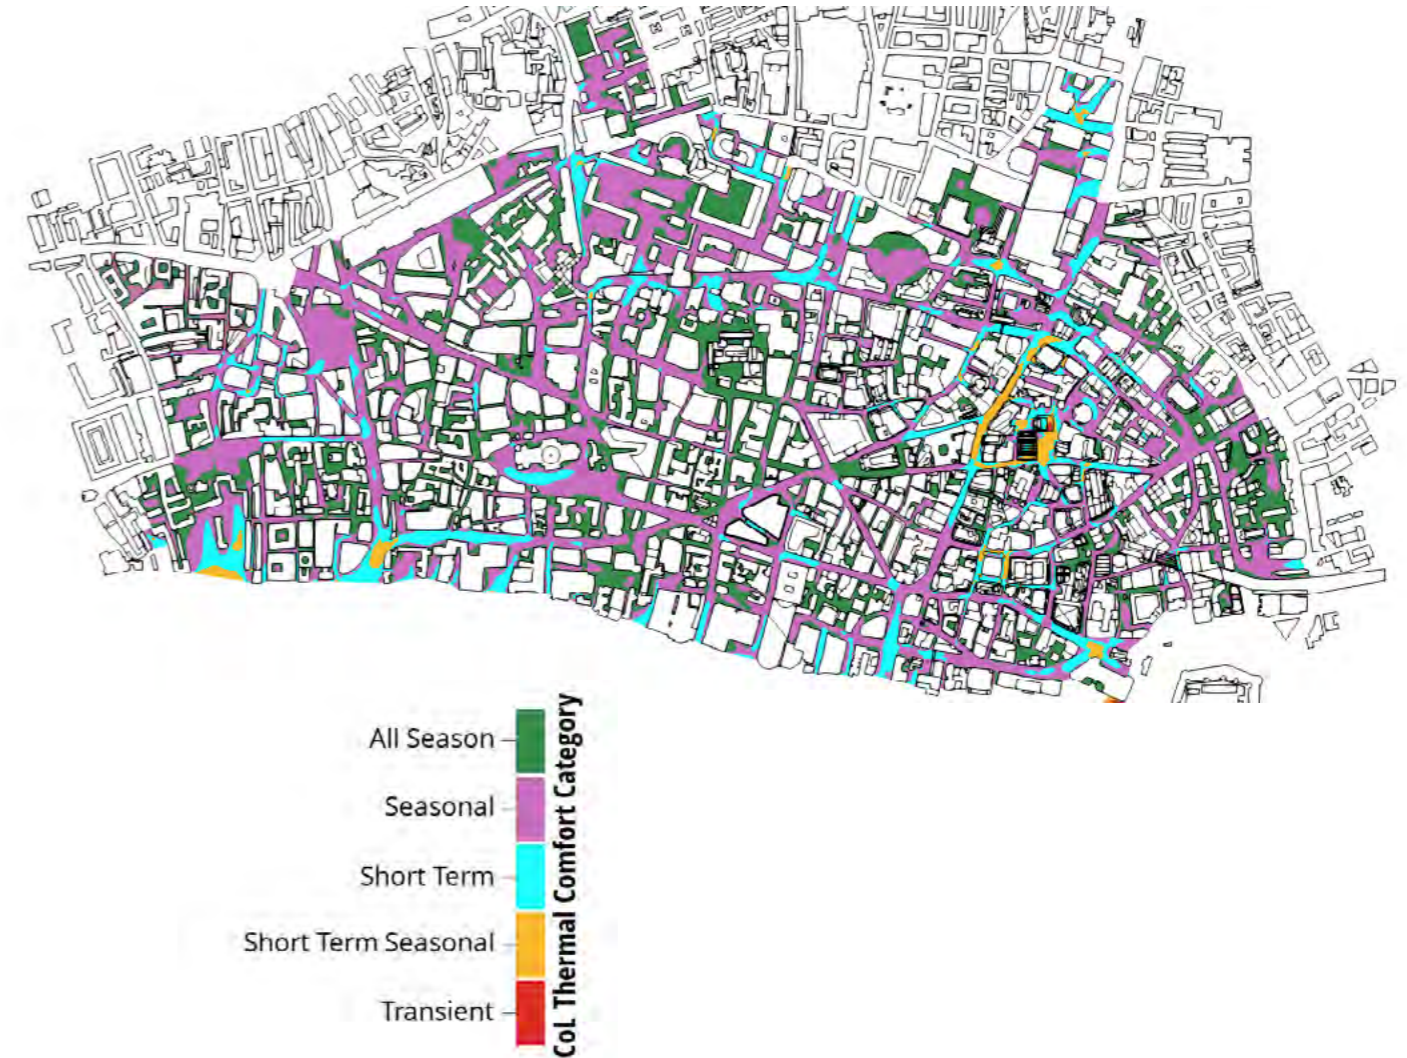 All Season
Seasonal
Short Term
Short Term Seasonal
Transient
CoL Thermal Comfort Category